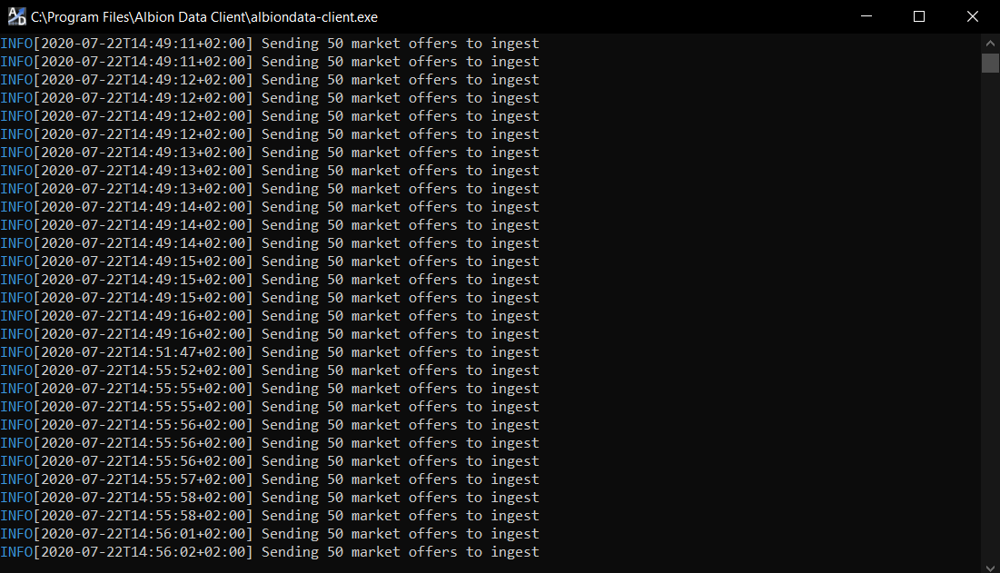 C:\Program Files\Albion Data Client\albiondata-client.exe
INFO[2020-07-22T14:49:11+02:00] Sending 50 market offers to ingest
INFO[2020-07-22T14:49:11+02:00] Sending 50 market offers to ingest
INFO[2020-07-22T14:49:12+02:00] Sending 50 market offers to ingest
INFO[2020-07-22T14:49:12+02:00] Sending 50 market offers to ingest
INFO[2020-07-22T14:49:12+02:00] Sending 50 market offers to ingest
INFO[2020-07-22T14:49:12+02:00] Sending 50 market offers to ingest
INFO[2020-07-22T14:49:13+02:00] Sending 50 market offers to ingest
INFO[2020-07-22T14:49:13+02:00] Sending 50 market offers to ingest
INFO[2020-07-22T14:49:13+02:00] Sending 50 market offers to ingest
INFO[2020-07-22T14:49:14+02:00] Sending 50 market offers to ingest
INFO[2020-07-22T14:49:14+02:00] Sending 50 market offers to ingest
INFO[2020-07-22T14:49:14+02:00] Sending 50 market offers to ingest
INFO[2020-07-22T14:49:15+02:00] Sending 50 market offers to ingest
INFO[2020-07-22T14:49:15+02:00] Sending 50 market offers to ingest
INFO[2020-07-22T14:49:15+02:00] Sending 50 market offers to ingest
INFO[2020-07-22T14:49:16+02:00] Sending 50 market offers to ingest
INFO[2020-07-22T14:49:16+02:00] Sending 50 market offers to ingest
INFO[2020-07-22T14:51:47+02:00] Sending 50 market offers to ingest
INFO[2020-07-22T14:55:52+02:00] Sending 50 market offers to ingest
INFO[2020-07-22T14:55:55+02:00] Sending 50 market offers to ingest
INFO[2020-07-22T14:55:55+02:00] Sending 50 market offers to ingest
INFO[2020-07-22T14:55:56+02:00] Sending 50 market offers to ingest
INFO[2020-07-22T14:55:56+02:00] Sending 50 market offers to ingest
INFO[2020-07-22T14:55:56+02:00] Sending 50 market offers to ingest
INFO[2020-07-22T14:55:57+02:00] Sending 50 market offers to ingest
INFO[2020-07-22T14:55:58+02:00] Sending 50 market offers to ingest
INFO[2020-07-22T14:55:58+02:00] Sending 50 market offers to ingest
INFO[2020-07-22T14:56:01+02:00] Sending 50 market offers to ingest
INFO[2020-07-22T14:56:02+02:00] Sending 50 market offers to ingest